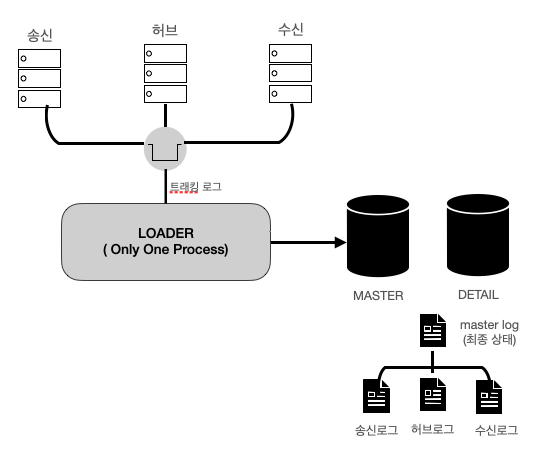 송신
허브
수신
트래킹 로그
LOADER
( Only One Process)
MASTER
DETAIL
master log
(최종 상태)
송신로그
허브로그
수신로그